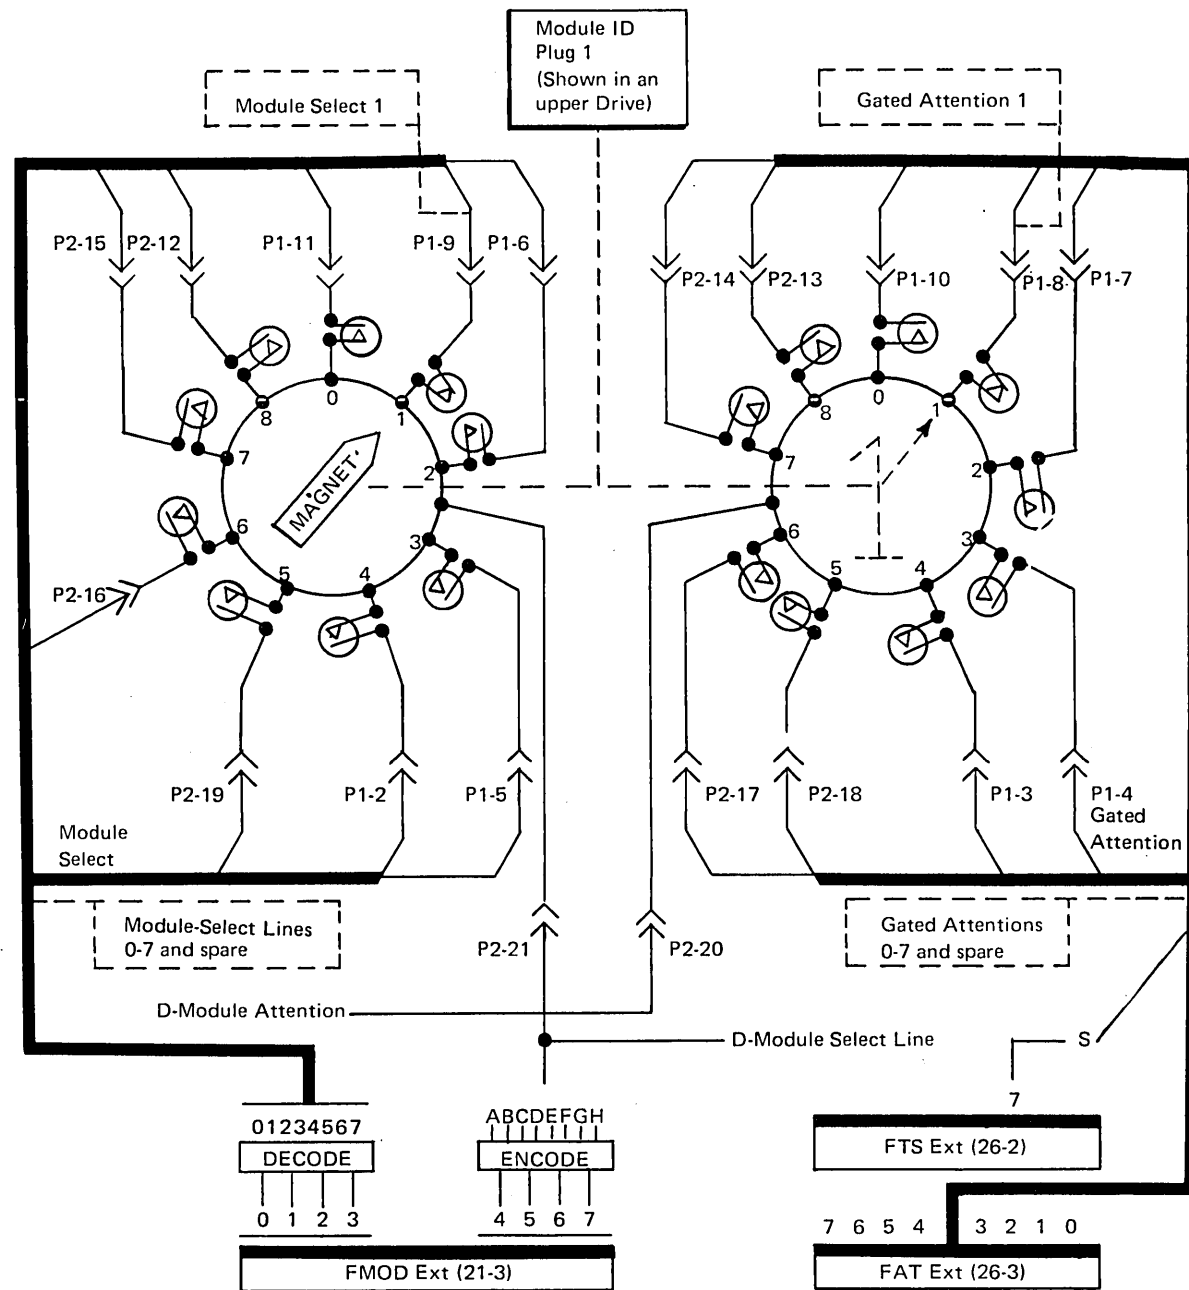 Module ID
Plug 1
(Shown in an
upper Drive)
Module Select 1
Gated Attention 1
P2-15
P2-12
P1-11
P1-9
P1-6
P2-14
P2-13
P1-10
P1-8
P1-7
0
1
2
3
4
5
6
7
8
MAGNET
0
1
2
3
4
5
6
7
8
1
P2-16
P2-19
P1-2
P1-5
P2-17
P2-18
P1-3
P1-4
Module
Select
Gated
Attention
Module-Select Lines
0-7 and spare
Gated Attentions
0-7 and spare
P2-21
P2-20
D-Module Attention
D-Module Select Line
S
7
01234567
DECODE
0 1 2 3
ABCDEFGH
ENCODE
4 5 6 7
FMOD Ext (21-3)
FTS Ext (26-2)
7 6 5 4 3 2 1 0
FAT Ext (26-3)